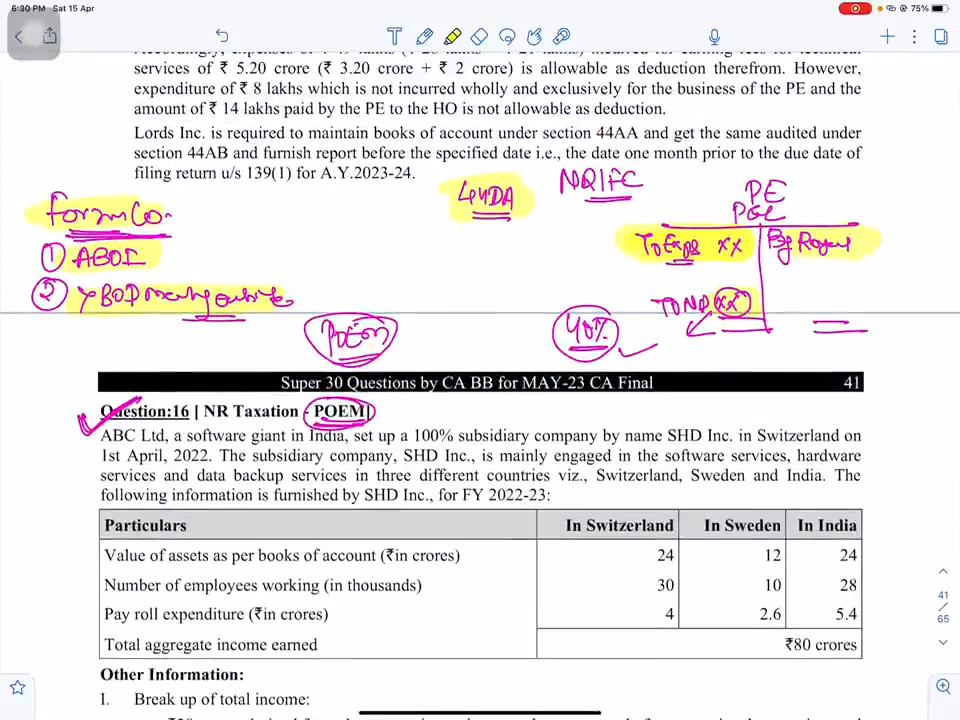 6:30 PM Sat 15 Apr
75%
services of ₹ 5.20 crore (₹ 3.20 crore + ₹ 2 crore) is allowable as deduction therefrom. However,
expenditure of ₹ 8 lakhs which is not incurred wholly and exclusively for the business of the PE and the
amount of ₹ 14 lakhs paid by the PE to the HO is not allowable as deduction.
Lords Inc. is required to maintain books of account under section 44AA and get the same audited under
section 44AB and furnish report before the specified date i.e., the date one month prior to the due date of
filing return u/s 139(1) for A.Y.2023-24.
Foreign Co.
① ABOI
② outside
44DA
NR|FC
PE
To Exps xx
By
To NP xx
POEM
40%
Super 30 Questions by CA BB for MAY-23 CA Final 41
Question:16 [ NR Taxation - POEM]
ABC Ltd, a software giant in India, set up a 100% subsidiary company by name SHD Inc. in Switzerland on
1st April, 2022. The subsidiary company, SHD Inc., is mainly engaged in the software services, hardware
services and data backup services in three different countries viz., Switzerland, Sweden and India. The
following information is furnished by SHD Inc., for FY 2022-23:
Particulars In Switzerland In Sweden In India
Value of assets as per books of account (₹in crores) 24 12 24
Number of employees working (in thousands) 30 10 28
Pay roll expenditure (₹in crores) 4 2.6 5.4
Total aggregate income earned ₹80 crores
Other Information:
I. Break up of total income:
41
/
65